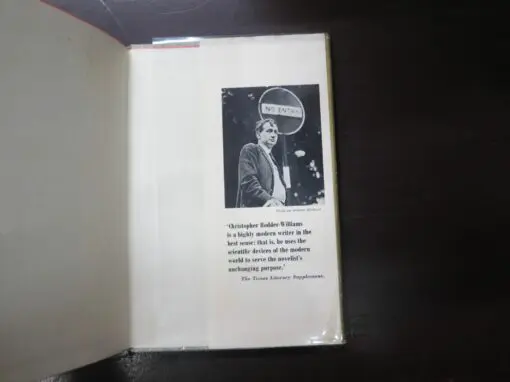 NO ENTRY
'Christopher Hodder-Williams
is a highly modern writer in the
best sense: that is, he uses the
scientific devices of the modern
world to serve the novelist's
unchanging purpose.'
The Times Literary Supplement.